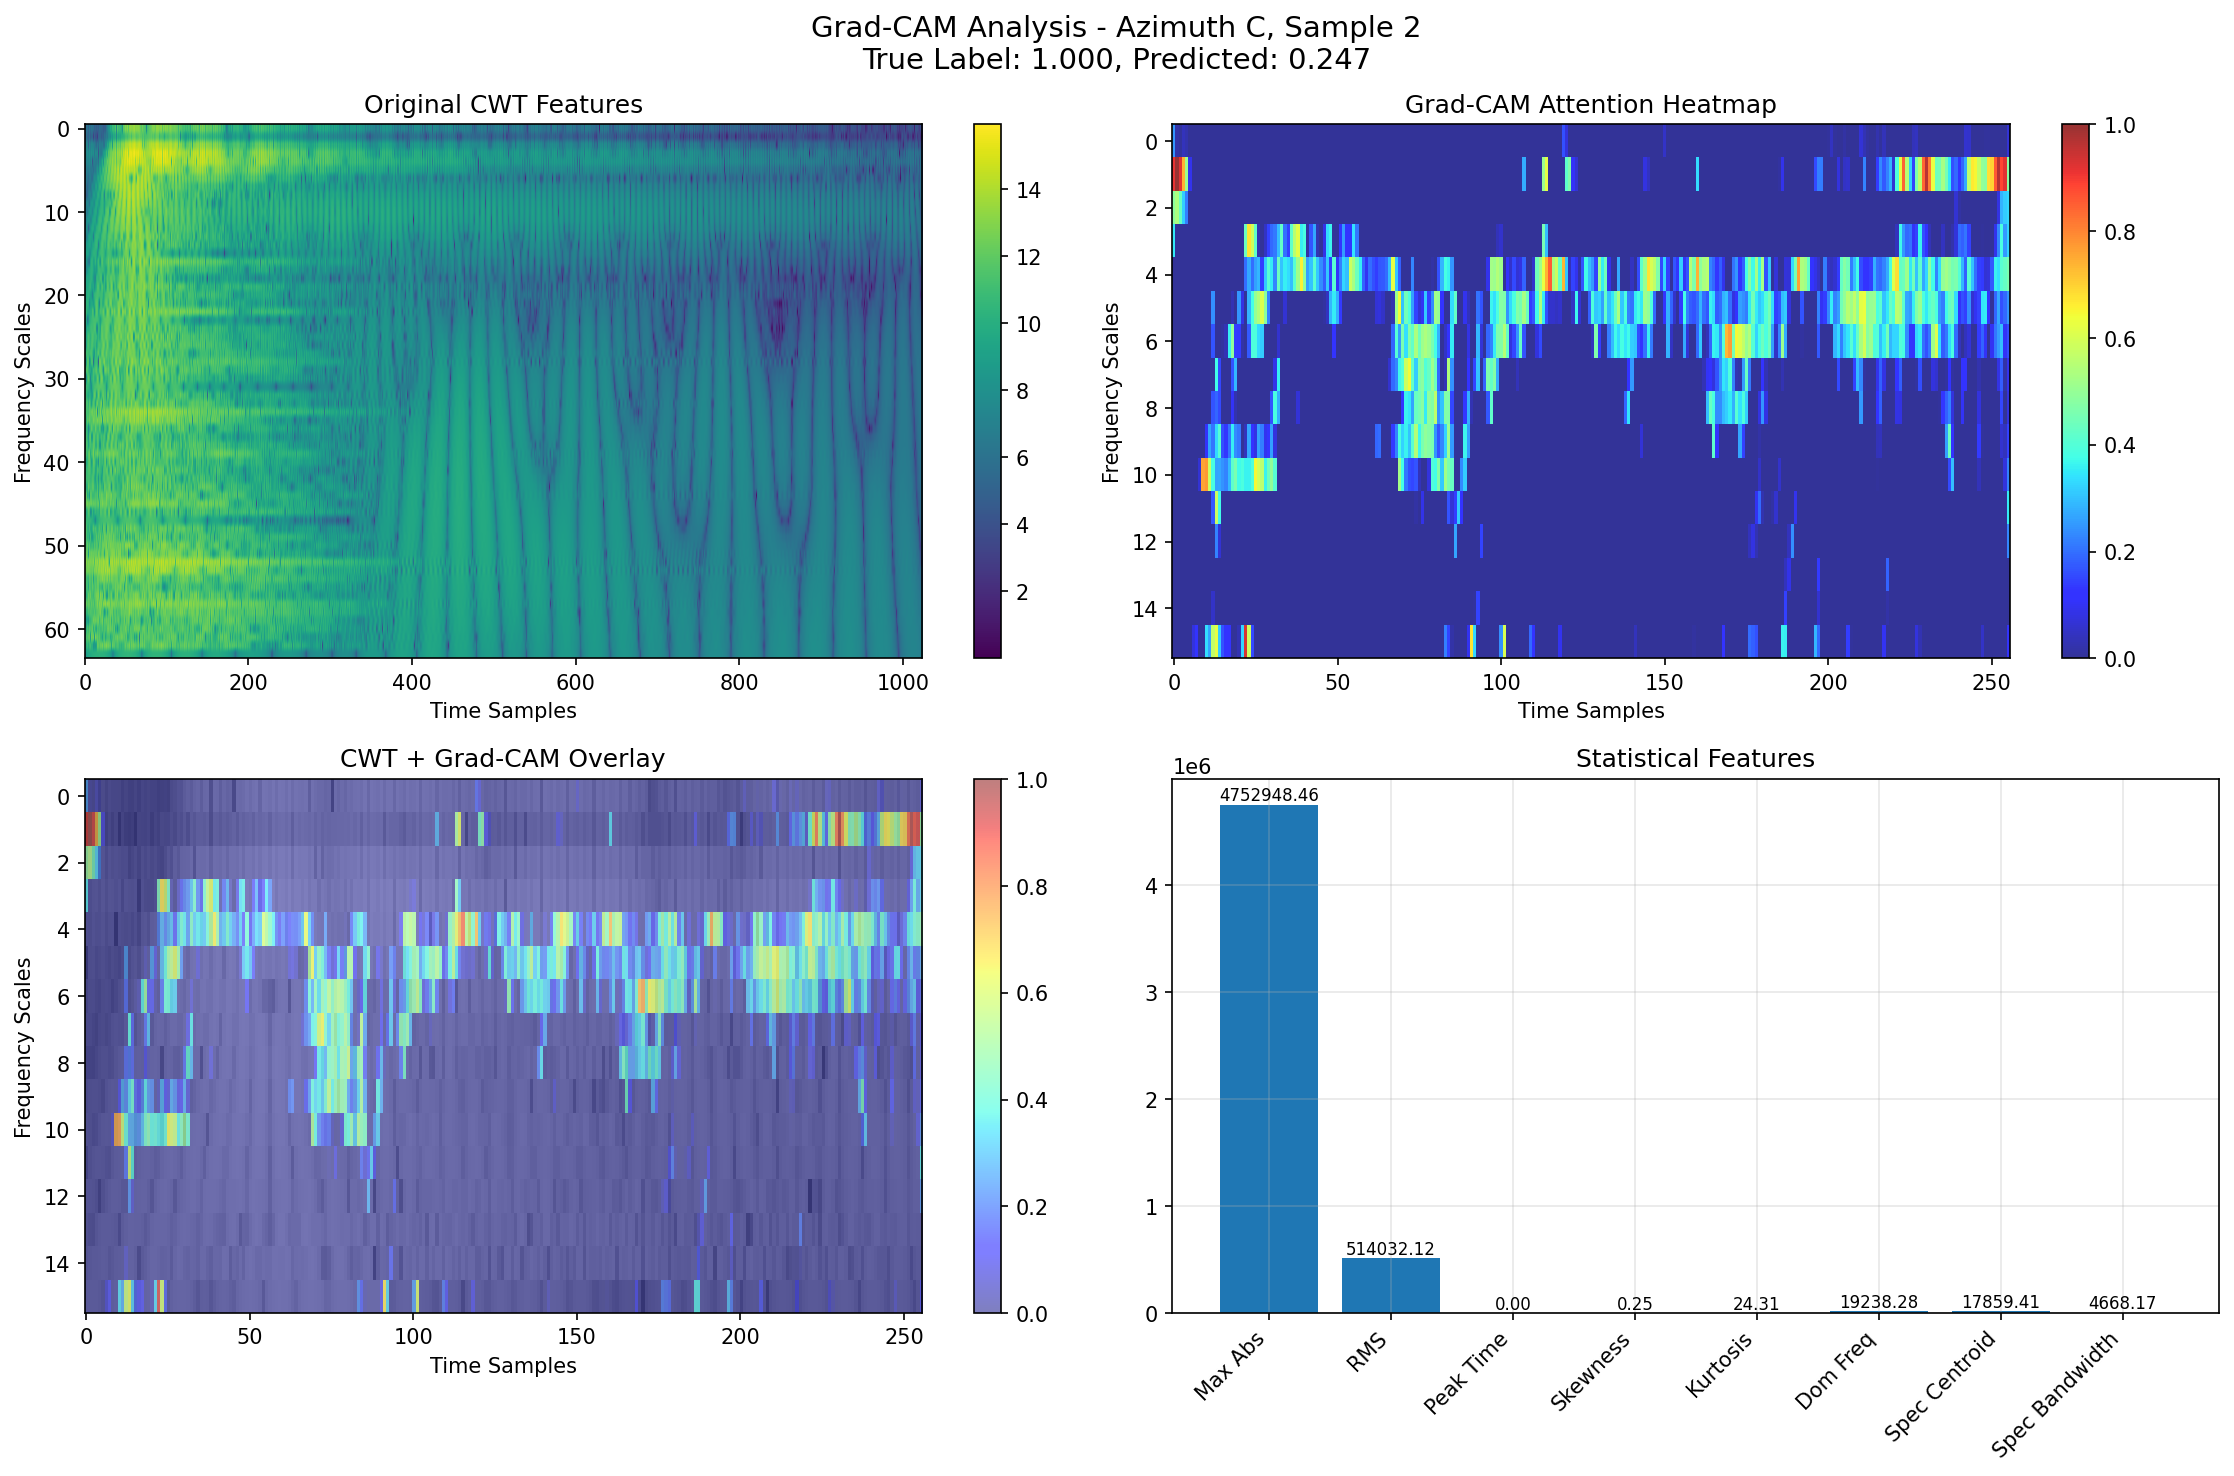 Grad-CAM Analysis - Azimuth C, Sample 2
True Label: 1.000, Predicted: 0.247
Original CWT Features
0
10
20
30
40
50
60
Frequency Scales
0 200 400 600 800 1000
Time Samples
14
12
10
8
6
4
2
Grad-CAM Attention Heatmap
0
2
4
6
8
10
12
14
Frequency Scales
0 50 100 150 200 250
Time Samples
1.0
0.8
0.6
0.4
0.2
0.0
CWT + Grad-CAM Overlay
0
2
4
6
8
10
12
14
Frequency Scales
0 50 100 150 200 250
Time Samples
1.0
0.8
0.6
0.4
0.2
0.0
Statistical Features
1e6
4
3
2
1
0
4752948.46
514032.12
0.00
0.25
24.31
19238.28
17859.41
4668.17
Max Abs
RMS
Peak Time
Skewness
Kurtosis
Dom Freq
Spec Centroid
Spec Bandwidth